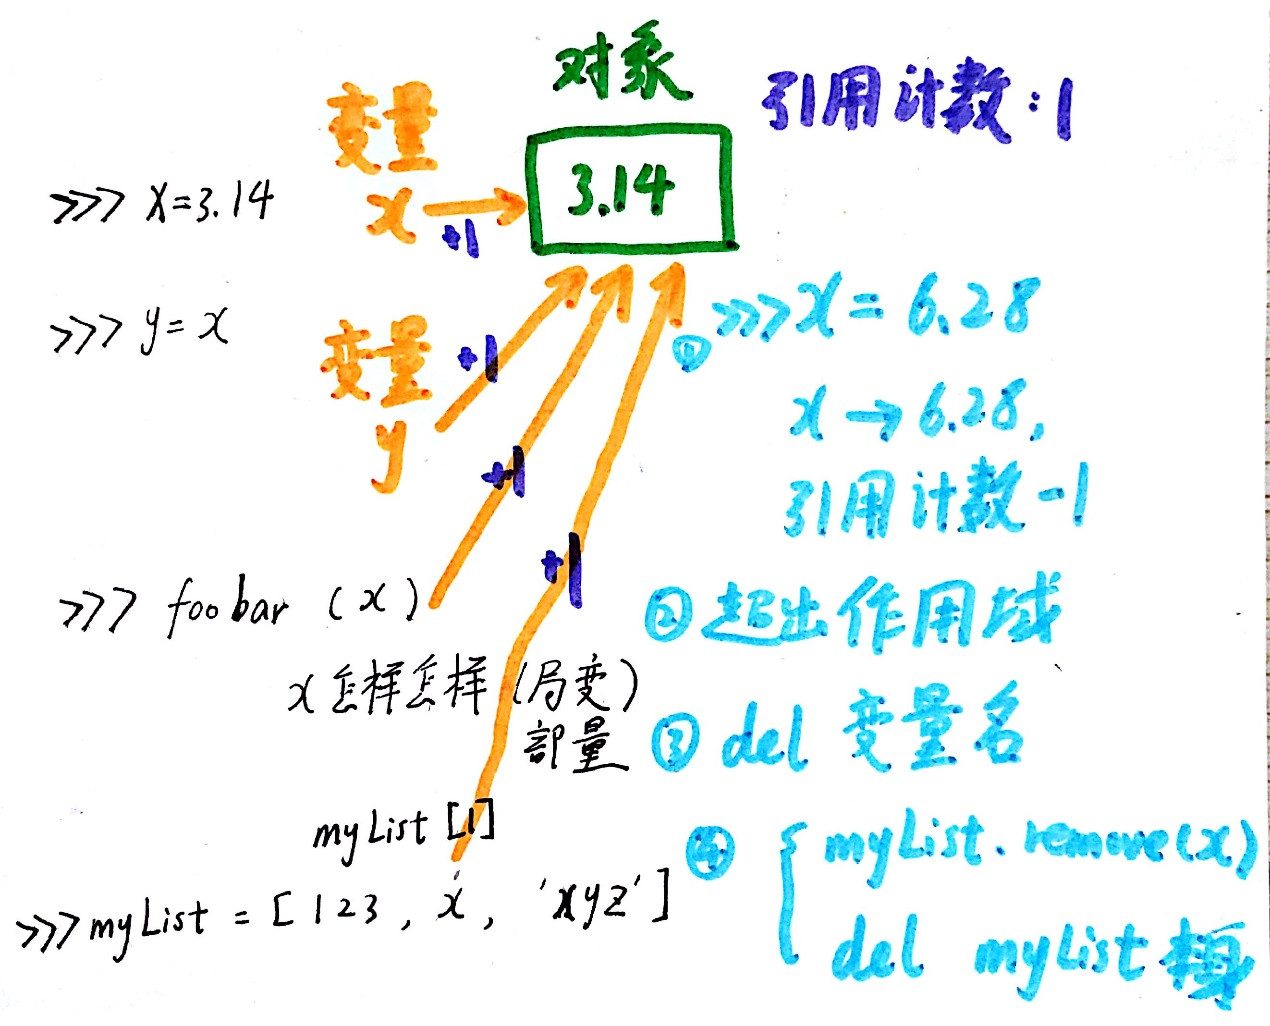 对象
引用计数:1
变量
>>> x=3.14
x
+1
3.14
>>> y=x
变量
y
+1
+1
+1
① >>> x = 6.28
x → 6.28,
引用计数-1
>>> foobar (x)
x怎样怎样 (局变)
部量
② 超出作用域
③ del 变量名
myList [1]
>>> myList = [123, x, 'xyz']
④ { myList.remove(x)
del myList 本身